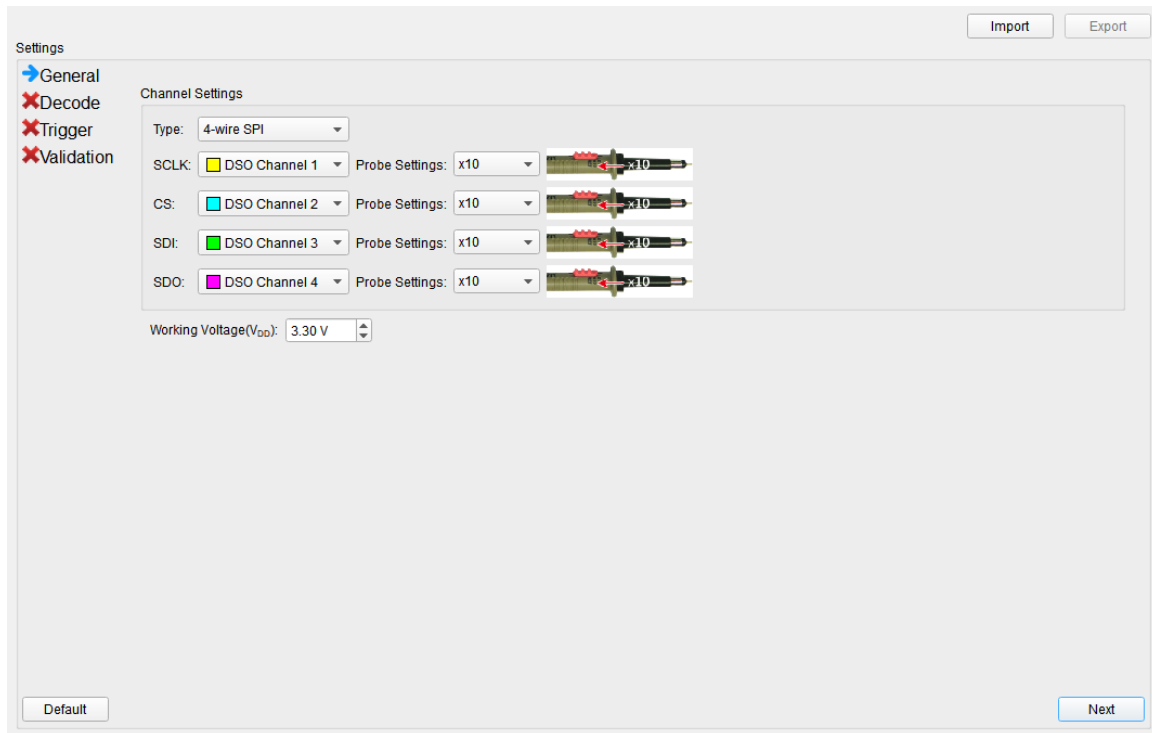 Import Export
Settings
General
Decode
Trigger
Validation
Channel Settings
Type: 4-wire SPI
SCLK: DSO Channel 1 Probe Settings: x10 x10
CS: DSO Channel 2 Probe Settings: x10 x10
SDI: DSO Channel 3 Probe Settings: x10 x10
SDO: DSO Channel 4 Probe Settings: x10 x10
Working Voltage(VDD): 3.30 V
Default Next